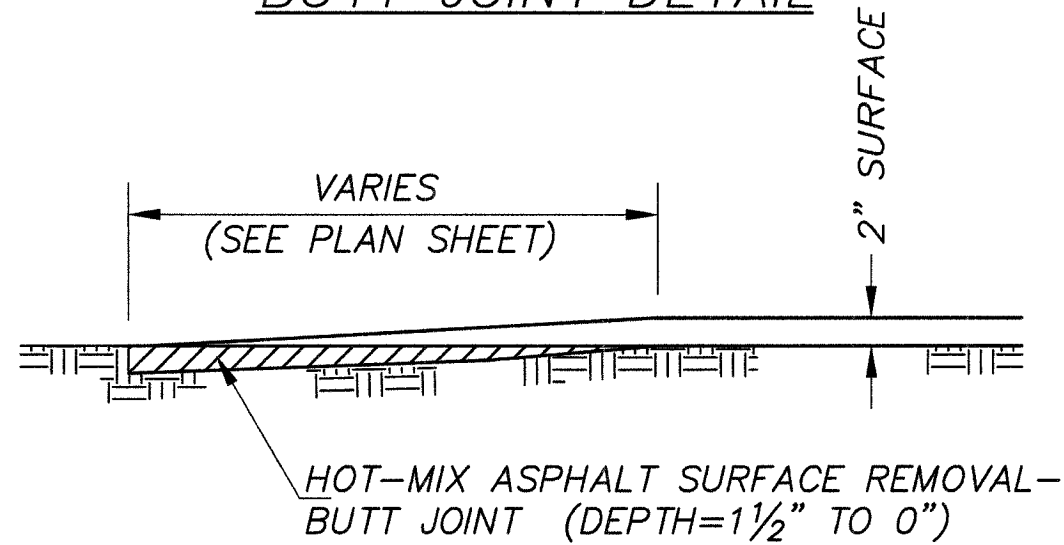 BUTT JOINT DETAIL
2" SURFACE
VARIES
(SEE PLAN SHEET)
HOT-MIX ASPHALT SURFACE REMOVAL-
BUTT JOINT (DEPTH=1½" TO 0")